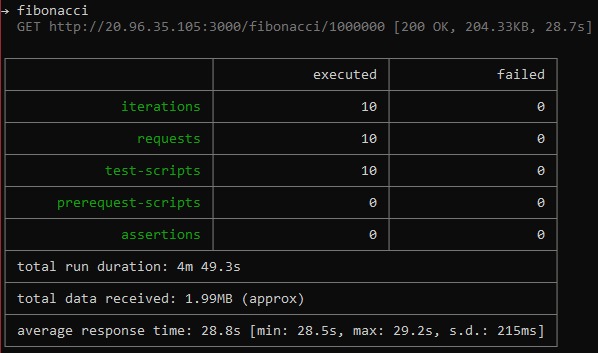 → fibonacci
GET http://20.96.35.105:3000/fibonacci/1000000 [200 OK, 204.33KB, 28.7s]
executed failed
iterations 10 0
requests 10 0
test-scripts 10 0
prerequest-scripts 0 0
assertions 0 0
total run duration: 4m 49.3s
total data received: 1.99MB (approx)
average response time: 28.8s [min: 28.5s, max: 29.2s, s.d.: 215ms]